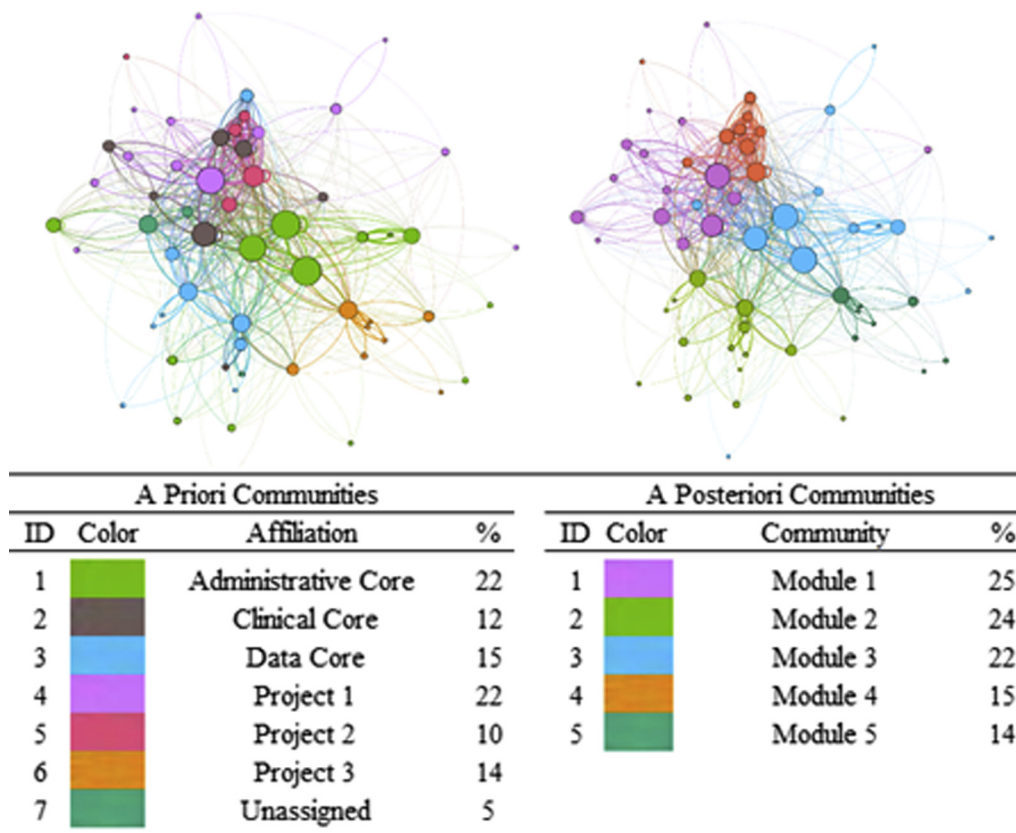 A Priori Communities
ID Color Affiliation %
1 Administrative Core 22
2 Clinical Core 12
3 Data Core 15
4 Project 1 22
5 Project 2 10
6 Project 3 14
7 Unassigned 5
A Posteriori Communities
ID Color Community %
1 Module 1 25
2 Module 2 24
3 Module 3 22
4 Module 4 15
5 Module 5 14